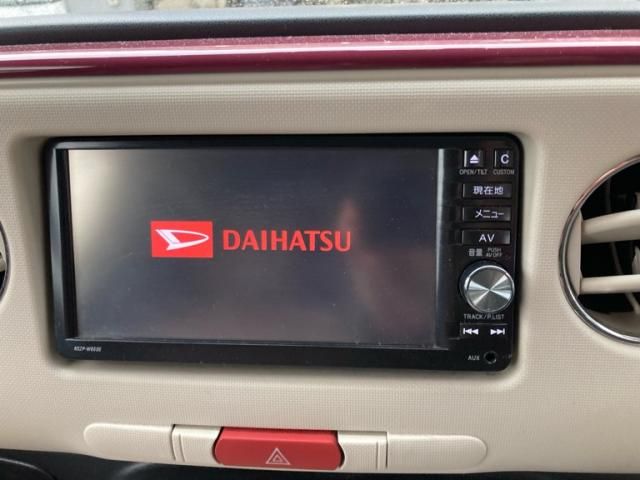 OPEN/TILT
C
CUSTOM
現在地
メニュー
AV
音量
PUSH
AV OFF
DAIHATSU
TRACK/P.LIST
AUX